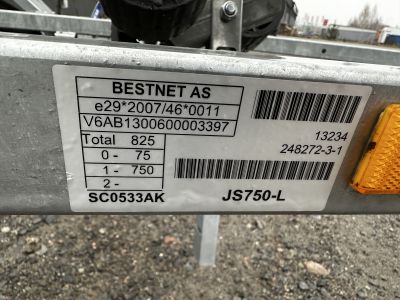 BESTNET AS
e29*2007/46*0011
V6AB1300600003397
Total 825
0- 75
1- 750
2-
SC0533AK
13234
248272-3-1
JS750-L